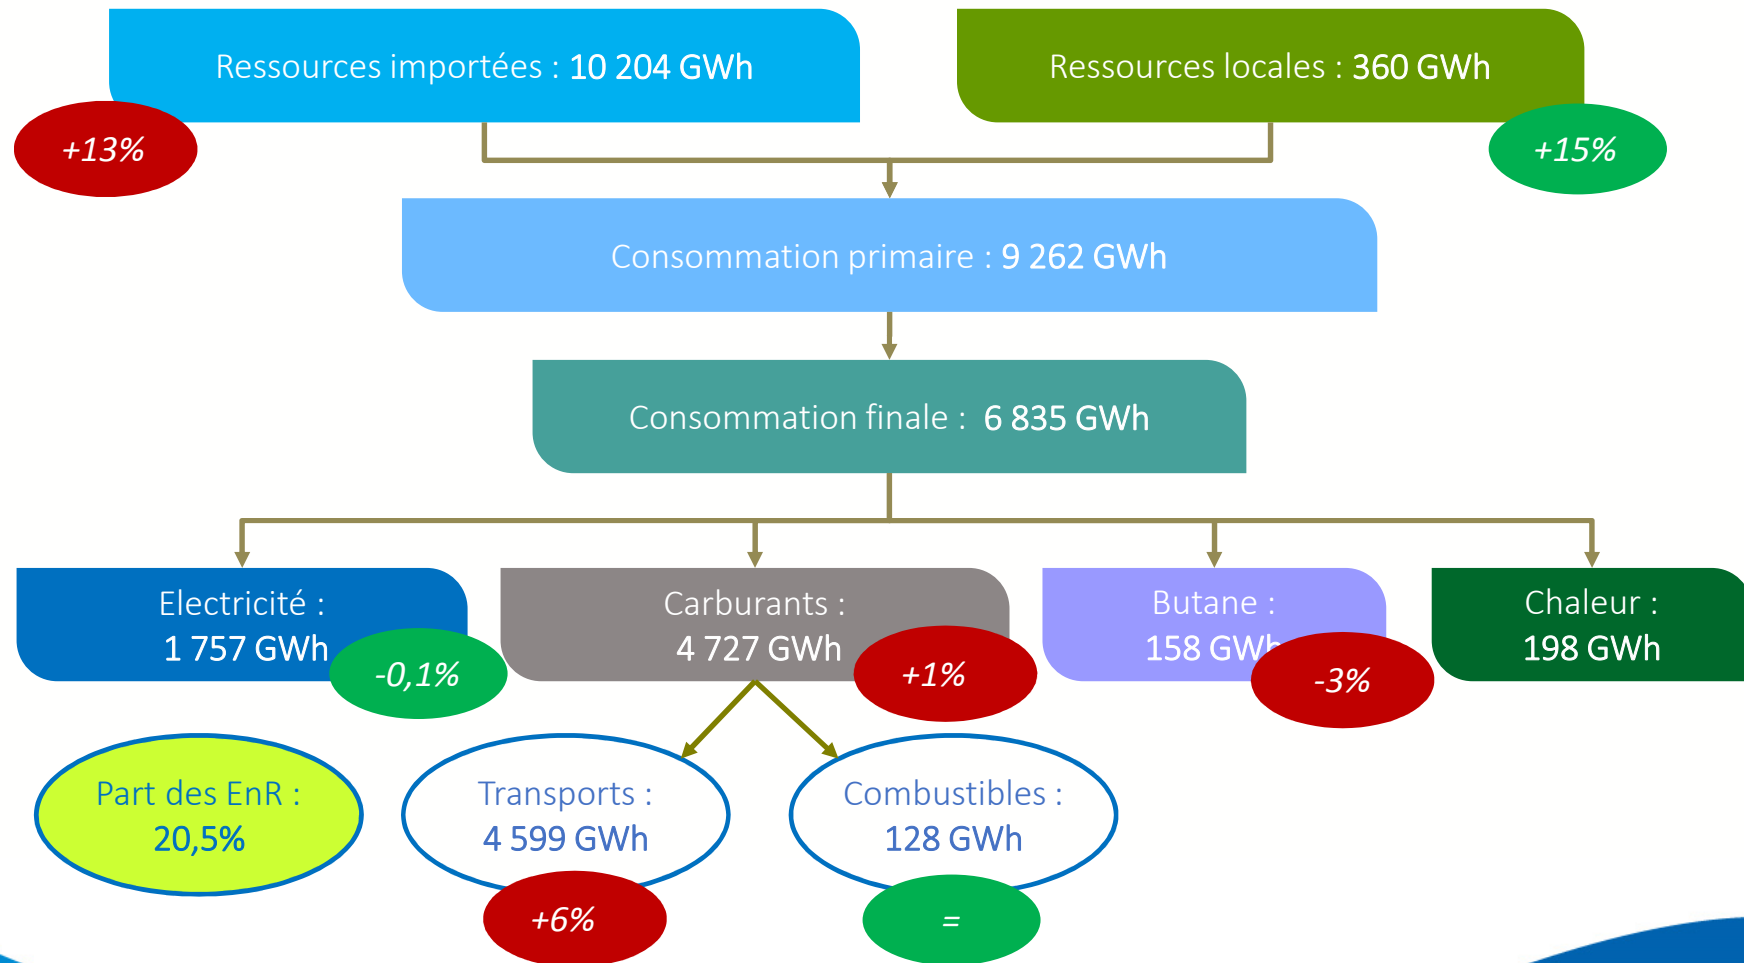 Ressources importées : 10 204 GWh
Ressources locales : 360 GWh
+13%
+15%
Consommation primaire : 9 262 GWh
Consommation finale : 6 835 GWh
Electricité :
1 757 GWh
-0,1%
Carburants :
4 727 GWh
+1%
Butane :
158 GWh
-3%
Chaleur :
198 GWh
Part des EnR :
20,5%
Transports :
4 599 GWh
+6%
Combustibles :
128 GWh
=